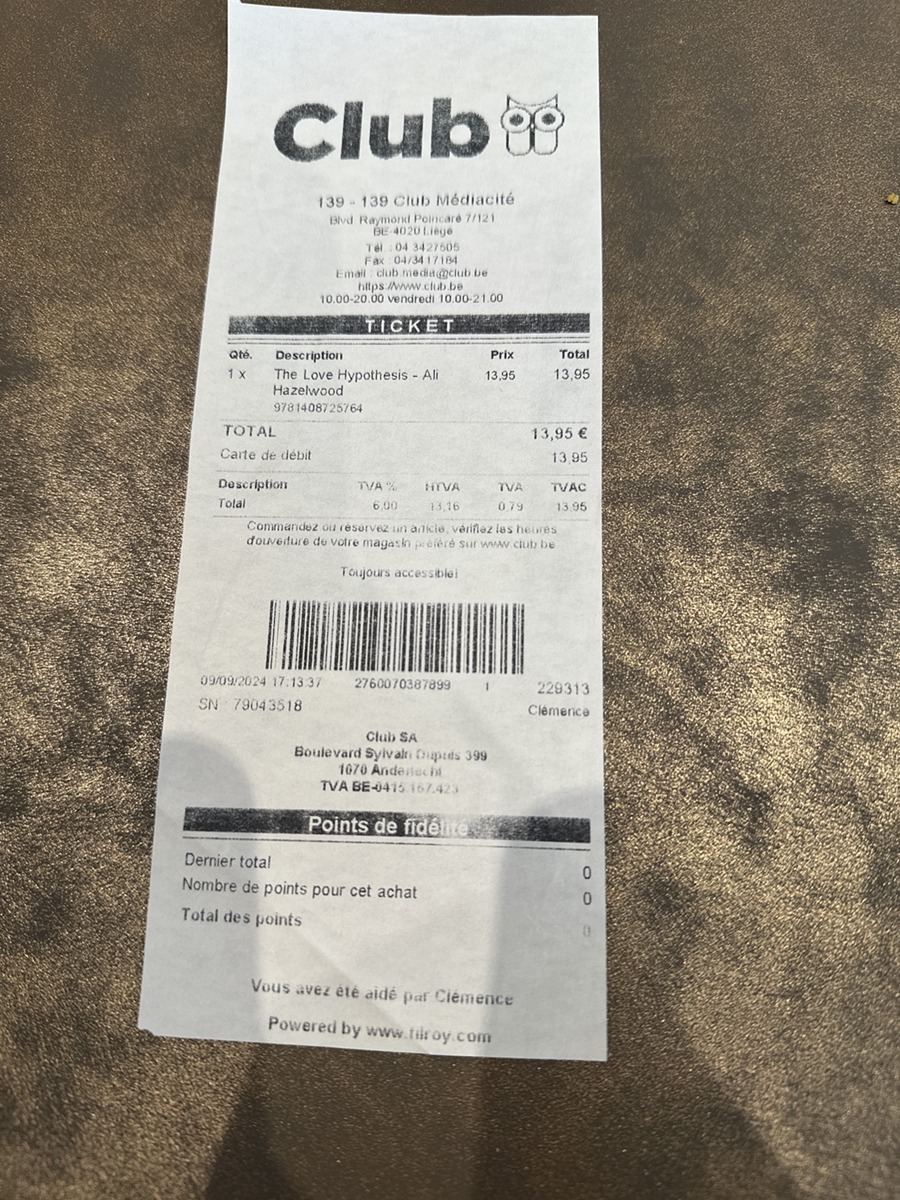 Club
139 - 139 Club Médiacité
Blvd. Raymond Poincaré 7/121
BE-4020 Liège
Tél. : 04 3427505
Fax : 04/3417184
Email : club.media@club.be
https://www.club.be
10.00-20.00 vendredi 10.00-21.00
TICKET
Qté. Description Prix Total
1 x The Love Hypothesis - Ali 13,95 13,95
Hazelwood
9781408725764
TOTAL 13,95 €
Carte de débit 13,95
Description TVA % HTVA TVA TVAC
Total 6,00 13,16 0,79 13,95
Commandez ou réservez un article, vérifiez les heures
d'ouverture de votre magasin préféré sur www.club.be
Toujours accessible!
09/09/2024 17:13:37 2760070387899 1 229313
SN : 79043518 Clémence
Club SA
Boulevard Sylvain Dupuis 399
1070 Anderlecht
TVA BE-0415.167.423
Points de fidélité
Dernier total 0
Nombre de points pour cet achat 0
Total des points 0
Vous avez été aidé par Clémence
Powered by www.tilroy.com